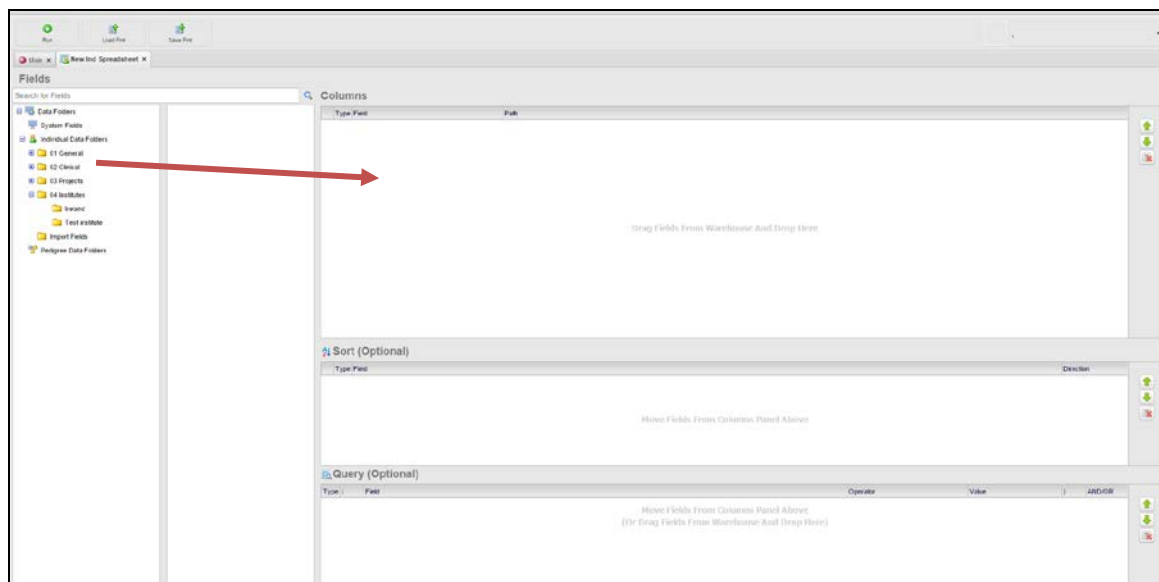 Run Load Fmt Save Fmt
Main New Ind Spreadsheet
Fields
Search for Fields
Columns
Data Folders
System Fields
Individual Data Folders
01 General
02 Clinical
03 Projects
04 Institutes
Test institute
Import Fields
Pedigree Data Folders
Type Field Path
Drag Fields From Warehouse And Drop Here
Sort (Optional)
Type Field Direction
Move Fields From Columns Panel Above
Query (Optional)
Type ( Field Operator Value ) AND/OR
Move Fields From Columns Panel Above
(Or Drag Fields From Warehouse And Drop Here)